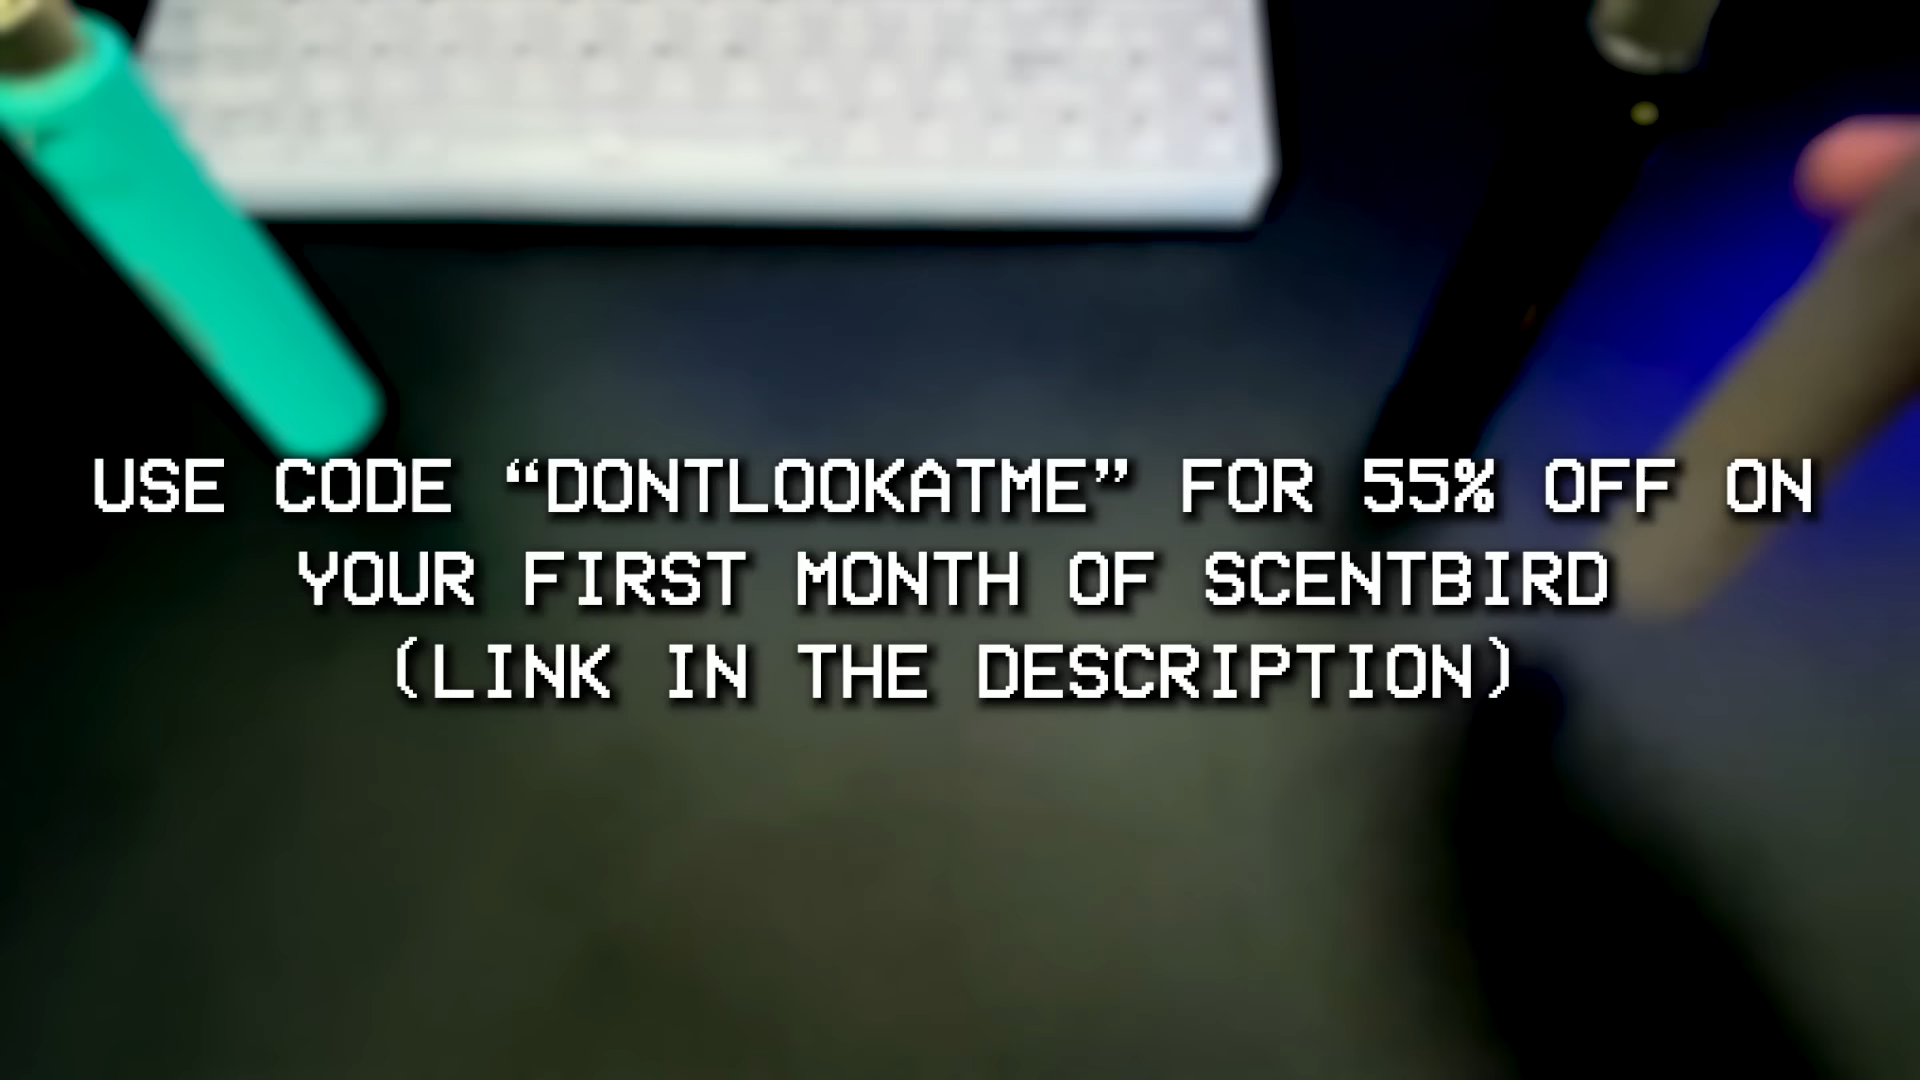 USE CODE “DONTLOOKATME” FOR 55% OFF ON
YOUR FIRST MONTH OF SCENTBIRD
(LINK IN THE DESCRIPTION)